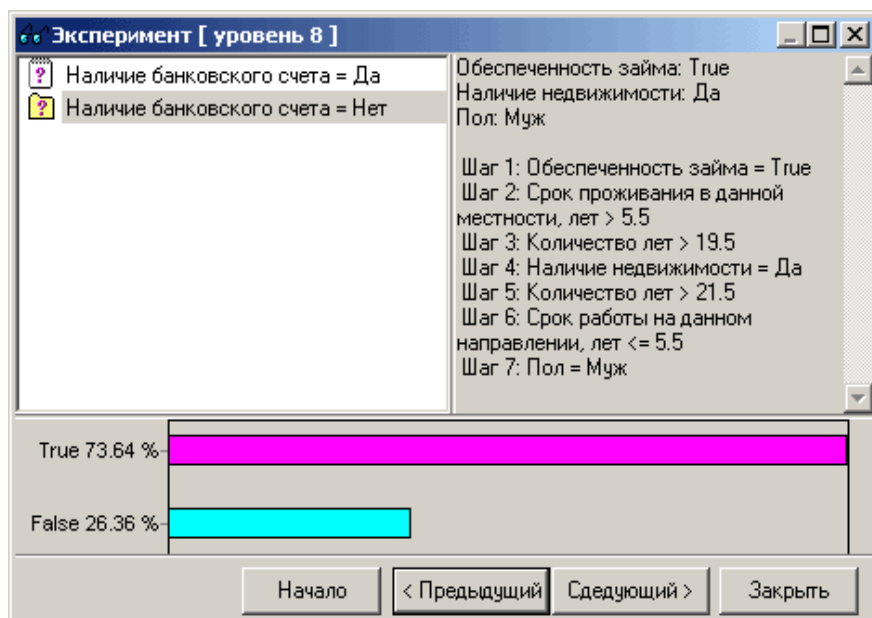 Эксперимент [ уровень 8 ]
Наличие банковского счета = Да
Наличие банковского счета = Нет
Обеспеченность займа: True
Наличие недвижимости: Да
Пол: Муж
Шаг 1: Обеспеченность займа = True
Шаг 2: Срок проживания в данной
местности, лет > 5.5
Шаг 3: Количество лет > 19.5
Шаг 4: Наличие недвижимости = Да
Шаг 5: Количество лет > 21.5
Шаг 6: Срок работы на данном
направлении, лет <= 5.5
Шаг 7: Пол = Муж
True 73.64 %
False 26.36 %
Начало
< Предыдущий
Сдедующий >
Закрыть